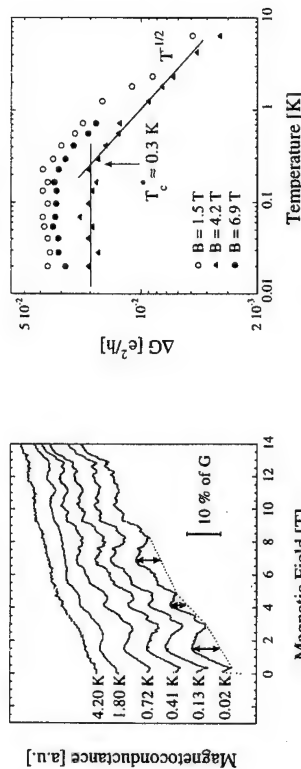 Magnetoconductance [a.u.]
4.20 K
1.80 K
0.72 K
0.41 K
0.13 K
0.02 K
10 % of G
0 2 4 6 8 10 12 14
Magnetic Field [T]
ΔG [e²/h]
5 10⁻²
10⁻²
2 10⁻³
T^1/2
T*c ≈ 0.3 K
B = 1.5 T
B = 4.2 T
B = 6.9 T
0.01 0.1 1 10
Temperature [K]